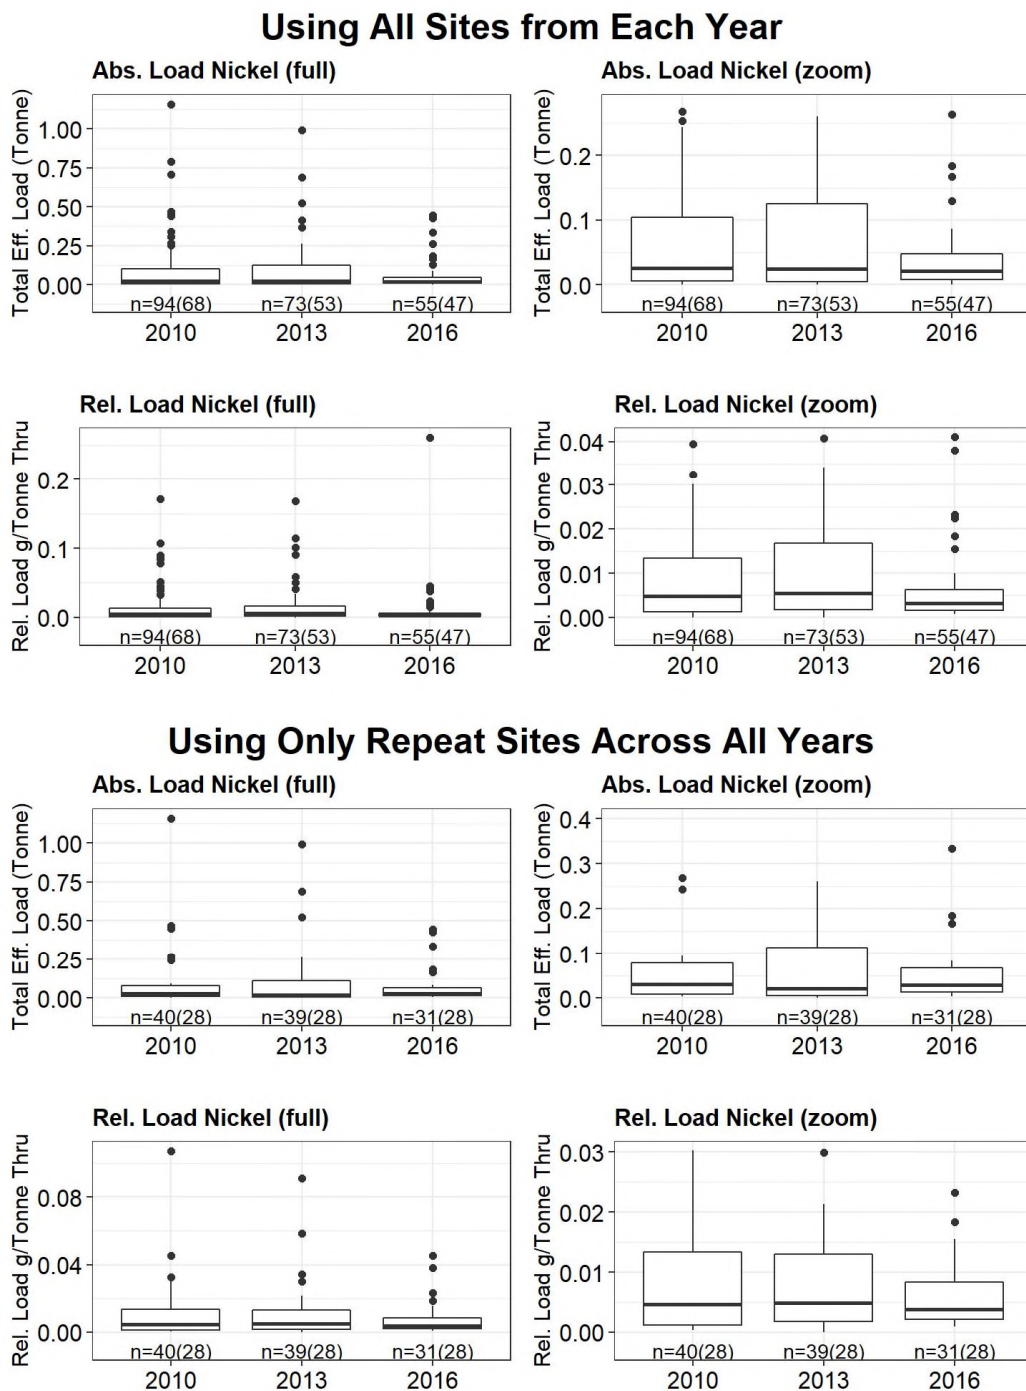 Using All Sites from Each Year
Abs. Load Nickel (full)
Total Eff. Load (Tonne)
1.00
0.75
0.50
0.25
0.00
n=94(68) n=73(53) n=55(47)
2010 2013 2016
Abs. Load Nickel (zoom)
Total Eff. Load (Tonne)
0.2
0.1
0.0
n=94(68) n=73(53) n=55(47)
2010 2013 2016
Rel. Load Nickel (full)
Rel. Load g/Tonne Thru
0.2
0.1
0.0
n=94(68) n=73(53) n=55(47)
2010 2013 2016
Rel. Load Nickel (zoom)
Rel. Load g/Tonne Thru
0.04
0.03
0.02
0.01
0.00
n=94(68) n=73(53) n=55(47)
2010 2013 2016
Using Only Repeat Sites Across All Years
Abs. Load Nickel (full)
Total Eff. Load (Tonne)
1.00
0.75
0.50
0.25
0.00
n=40(28) n=39(28) n=31(28)
2010 2013 2016
Abs. Load Nickel (zoom)
Total Eff. Load (Tonne)
0.4
0.3
0.2
0.1
0.0
n=40(28) n=39(28) n=31(28)
2010 2013 2016
Rel. Load Nickel (full)
Rel. Load g/Tonne Thru
0.08
0.04
0.00
n=40(28) n=39(28) n=31(28)
2010 2013 2016
Rel. Load Nickel (zoom)
Rel. Load g/Tonne Thru
0.03
0.02
0.01
0.00
n=40(28) n=39(28) n=31(28)
2010 2013 2016